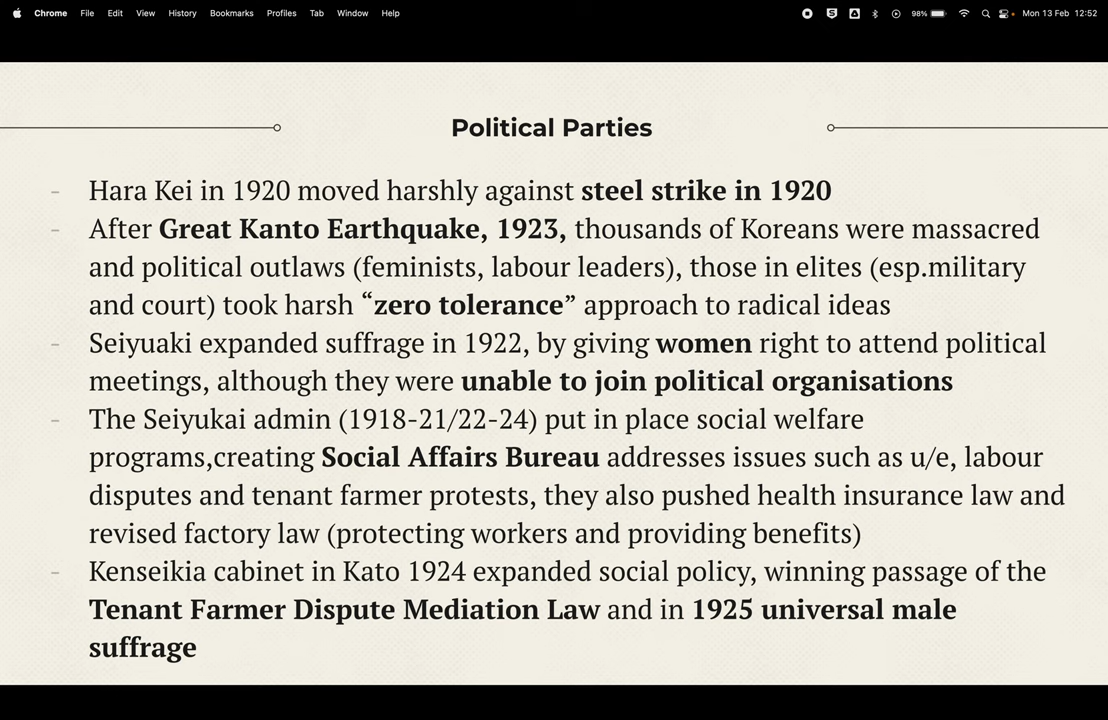 Chrome File Edit View History Bookmarks Profiles Tab Window Help 98% Mon 13 Feb 12:52
Political Parties
- Hara Kei in 1920 moved harshly against steel strike in 1920
- After Great Kanto Earthquake, 1923, thousands of Koreans were massacred
and political outlaws (feminists, labour leaders), those in elites (esp.military
and court) took harsh “zero tolerance” approach to radical ideas
- Seiyuaki expanded suffrage in 1922, by giving women right to attend political
meetings, although they were unable to join political organisations
- The Seiyukai admin (1918-21/22-24) put in place social welfare
programs,creating Social Affairs Bureau addresses issues such as u/e, labour
disputes and tenant farmer protests, they also pushed health insurance law and
revised factory law (protecting workers and providing benefits)
- Kenseikia cabinet in Kato 1924 expanded social policy, winning passage of the
Tenant Farmer Dispute Mediation Law and in 1925 universal male
suffrage